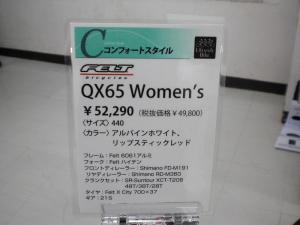 Cコンフォートスタイル
FELT
bicycles
QX65 Women's
¥52,290 (税抜価格¥49,800)
〈サイズ〉440
〈カラー〉アルパインホワイト、
リップスティックレッド
フレーム：Felt 6061アルミ
フォーク：Felt ハイテン
フロントディレーラー：Shimano FD-M191
リヤディレーラー：Shimano RD-M360
クランクセット：SR-Suntour XCT-T208
48T/38T/28T
タイヤ：Felt X City 700×37
ギア：21S